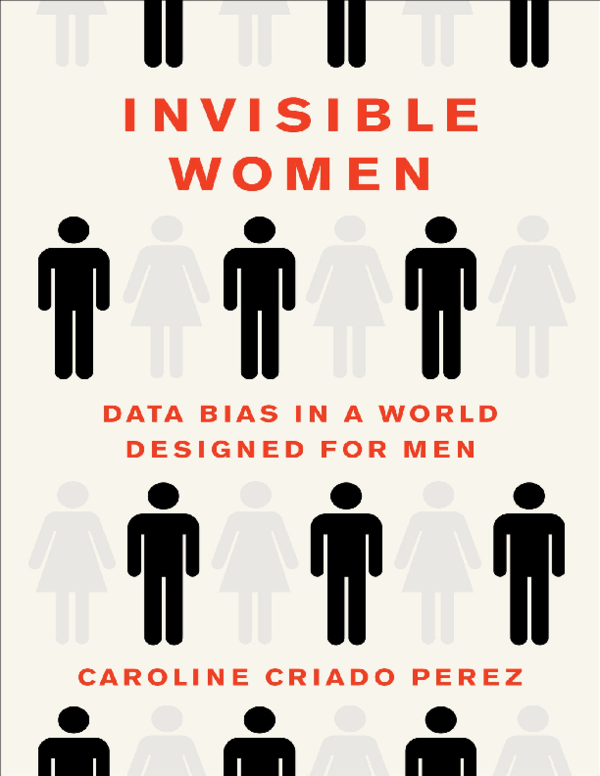 INVISIBLE
WOMEN
DATA BIAS IN A WORLD
DESIGNED FOR MEN
CAROLINE CRIADO PEREZ